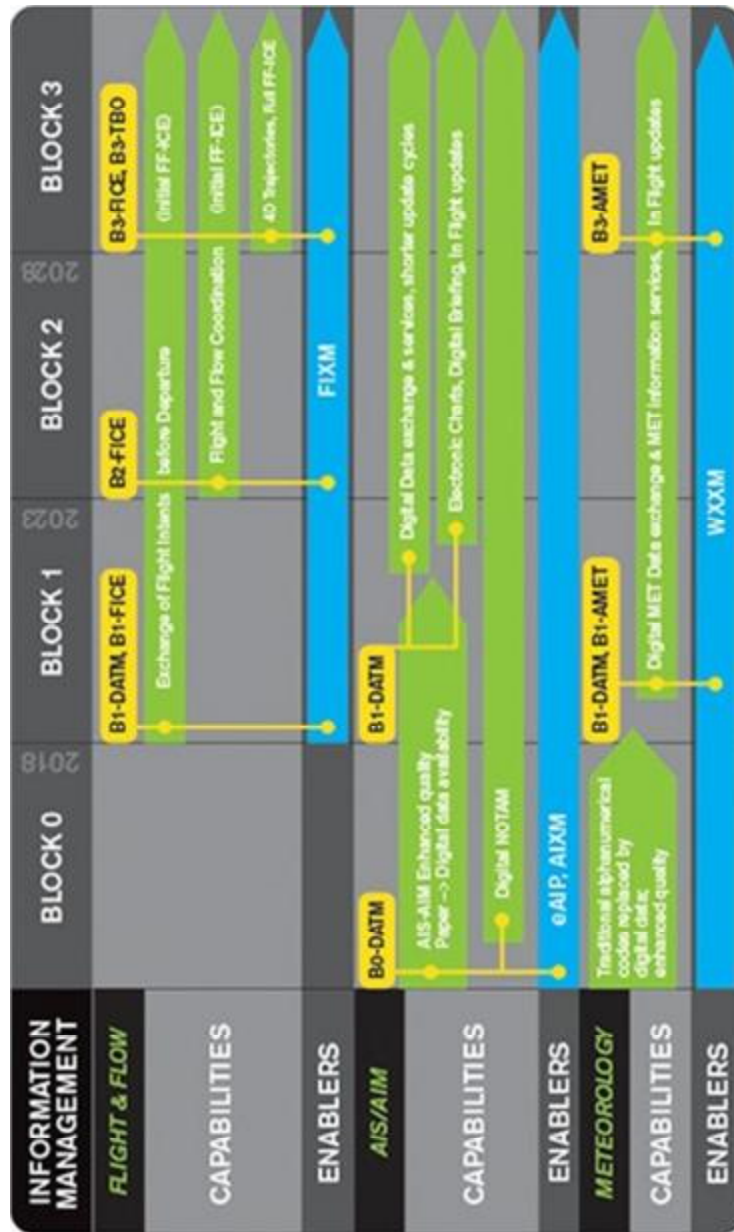 INFORMATION
MANAGEMENT
BLOCK 0
2018
BLOCK 1
2023
BLOCK 2
2028
BLOCK 3
FLIGHT & FLOW
B1-DATM, B1-FICE
B2-FICE
B3-FICE, B3-TBO
CAPABILITIES
Exchange of Flight Intents before Departure (Initial FF-ICE)
Flight and Flow Coordination (Initial FF-ICE)
4D Trajectories, full FF-ICE
ENABLERS
FIXM
AIS/AIM
B0-DATM
B1-DATM
CAPABILITIES
AIS-AIM Enhanced quality
Paper --> Digital data availability
Digital Data exchange & services, shorter update cycles
Electronic Charts, Digital Briefing, In Flight updates
Digital NOTAM
ENABLERS
eAIP, AIXM
METEOROLOGY
B1-DATM, B1-AMET
B3-AMET
CAPABILITIES
Traditional alphanumerical
codes replaced by
digital data;
enhanced quality
Digital MET Data exchange & MET Information services, In Flight updates
ENABLERS
WXXM